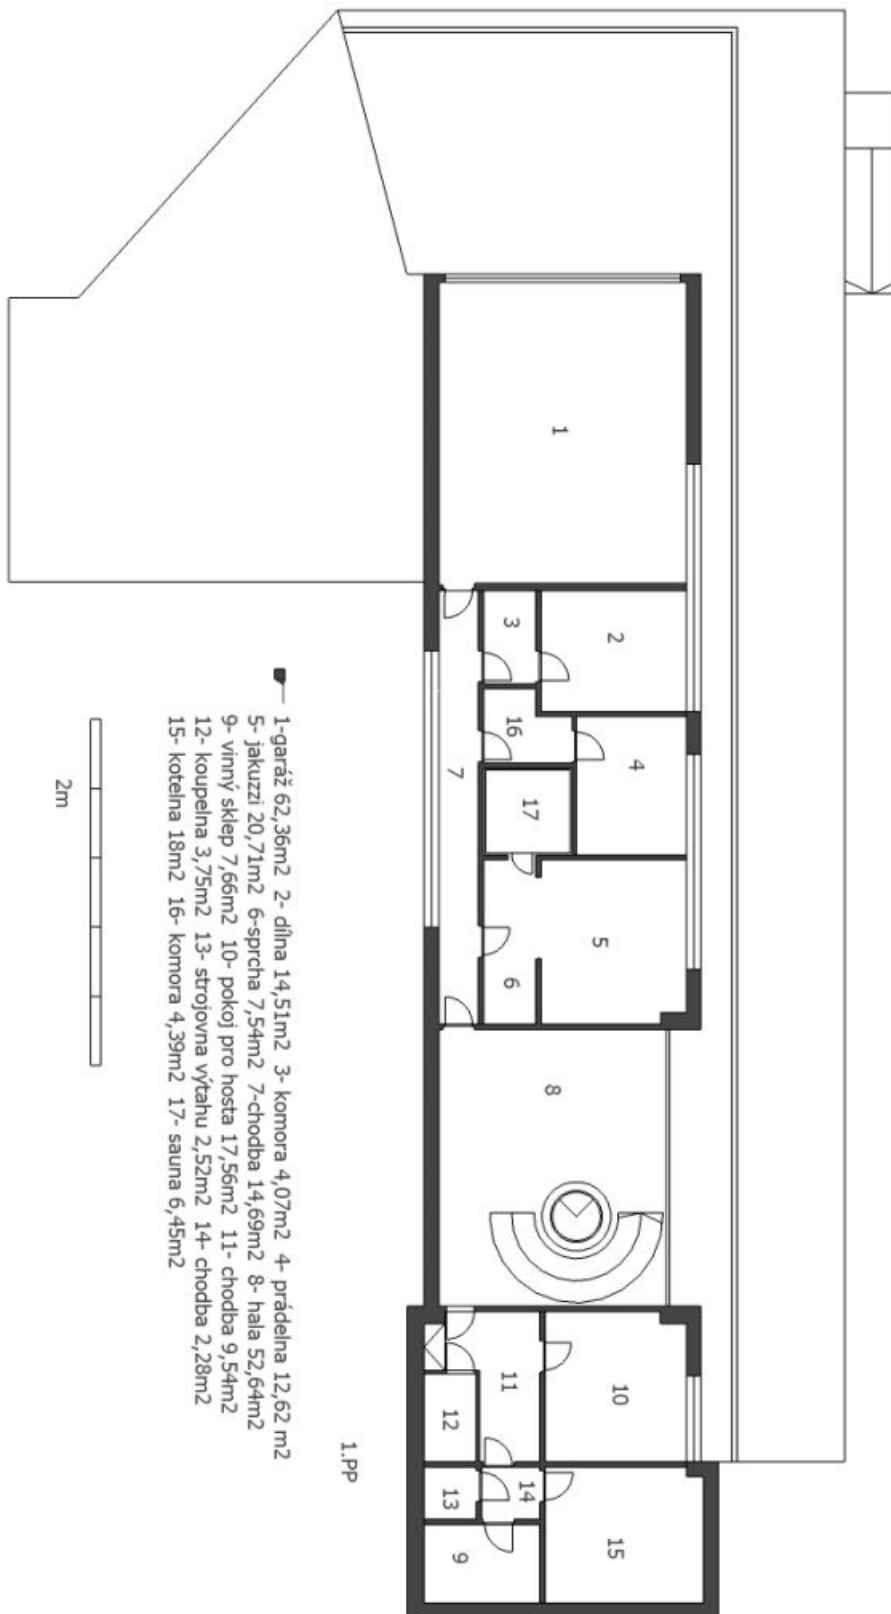 1
2
3
4
16
17
7
5
6
8
10
11
12
14
13
15
9
1-garáž 62,36m2 2- dílna 14,51m2 3- komora 4,07m2 4- prádelna 12,62 m2
5- jakuzzi 20,71m2 6-sprcha 7,54m2 7-chodba 14,69m2 8- hala 52,64m2
9- vinný sklep 7,66m2 10- pokoj pro hosta 17,56m2 11- chodba 9,54m2
12- koupelna 3,75m2 13- strojovna výtahu 2,52m2 14- chodba 2,28m2
15- kotelna 18m2 16- komora 4,39m2 17- sauna 6,45m2
2m
1.PP